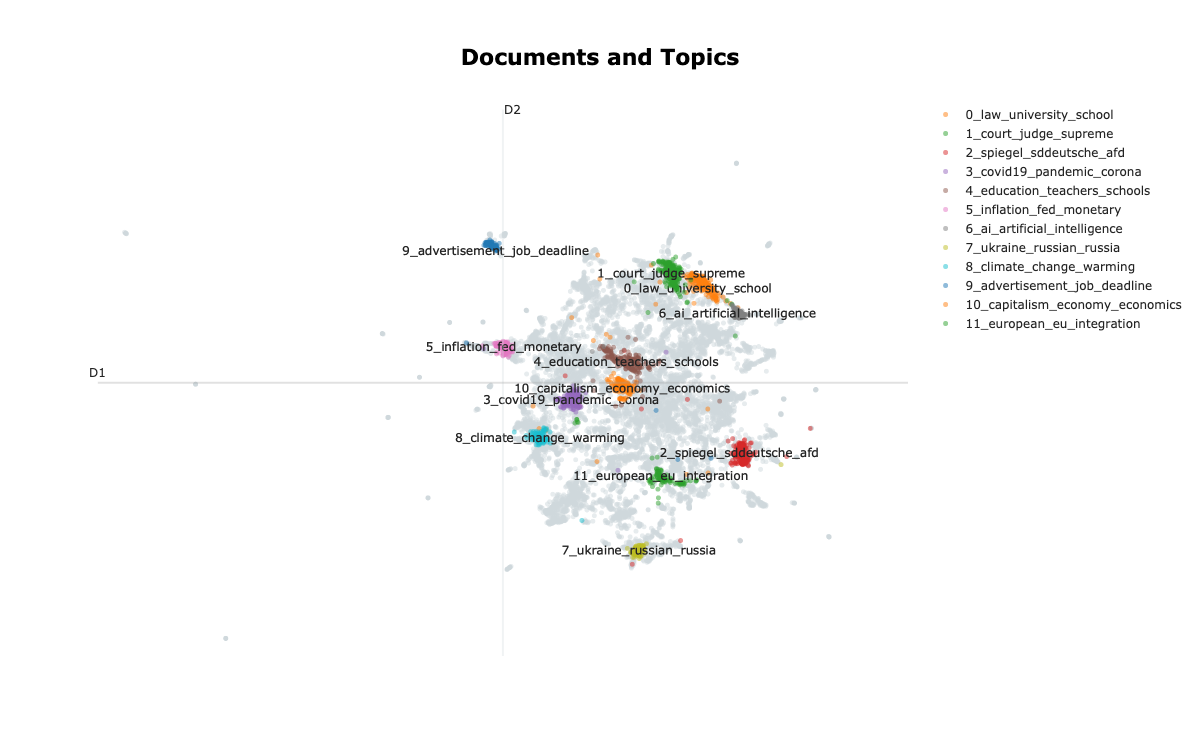 Documents and Topics
D2
D1
9_advertisement_job_deadline
1_court_judge_supreme
0_law_university_school
6_ai_artificial_intelligence
5_inflation_fed_monetary
4_education_teachers_schools
10_capitalism_economy_economics
3_covid19_pandemic_corona
8_climate_change_warming
2_spiegel_sddeutsche_afd
11_european_eu_integration
7_ukraine_russian_russia
0_law_university_school
1_court_judge_supreme
2_spiegel_sddeutsche_afd
3_covid19_pandemic_corona
4_education_teachers_schools
5_inflation_fed_monetary
6_ai_artificial_intelligence
7_ukraine_russian_russia
8_climate_change_warming
9_advertisement_job_deadline
10_capitalism_economy_economics
11_european_eu_integration